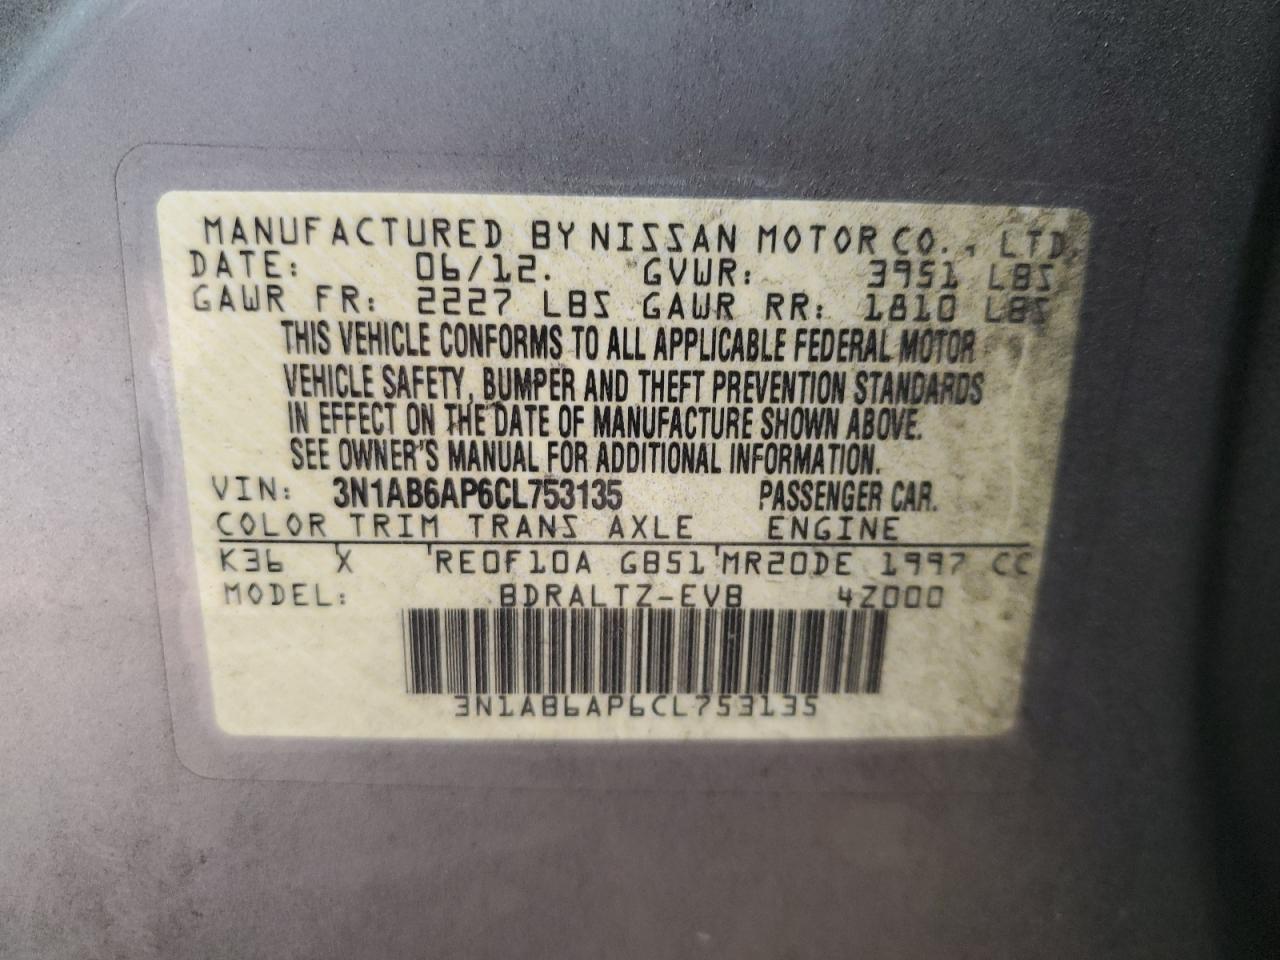 MANUFACTURED BY NISSAN MOTOR CO., LTD.
DATE: 06/12. GVWR: 3951 LBS
GAWR FR: 2227 LBS GAWR RR: 1810 LBS
THIS VEHICLE CONFORMS TO ALL APPLICABLE FEDERAL MOTOR
VEHICLE SAFETY, BUMPER AND THEFT PREVENTION STANDARDS
IN EFFECT ON THE DATE OF MANUFACTURE SHOWN ABOVE.
SEE OWNER'S MANUAL FOR ADDITIONAL INFORMATION.
VIN: 3N1AB6AP6CL753135 PASSENGER CAR.
COLOR TRIM TRANS AXLE ENGINE
K36 X RE0F10A GB51 MR20DE 1997 CC
MODEL: BDRALTZ-EVB 4Z000
3N1AB6AP6CL753135